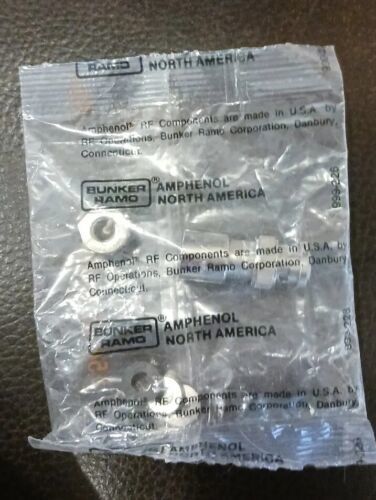 RAMO NORTH AMERICA
Amphenol® RF Components are made in U.S.A. by
RF Operations, Bunker Ramo Corporation, Danbury,
Connecticut.
BUNKER RAMO ® AMPHENOL
NORTH AMERICA
999-226
Amphenol® RF Components are made in U.S.A. by
RF Operations, Bunker Ramo Corporation, Danbury
Connecticut.
BUNKER RAMO ® AMPHENOL
NORTH AMERICA
Amphenol® RF Components are made in U.S.A. by
RF Operations, Bunker Ramo Corporation, Danbury
Connecticut.
AMPHENOL